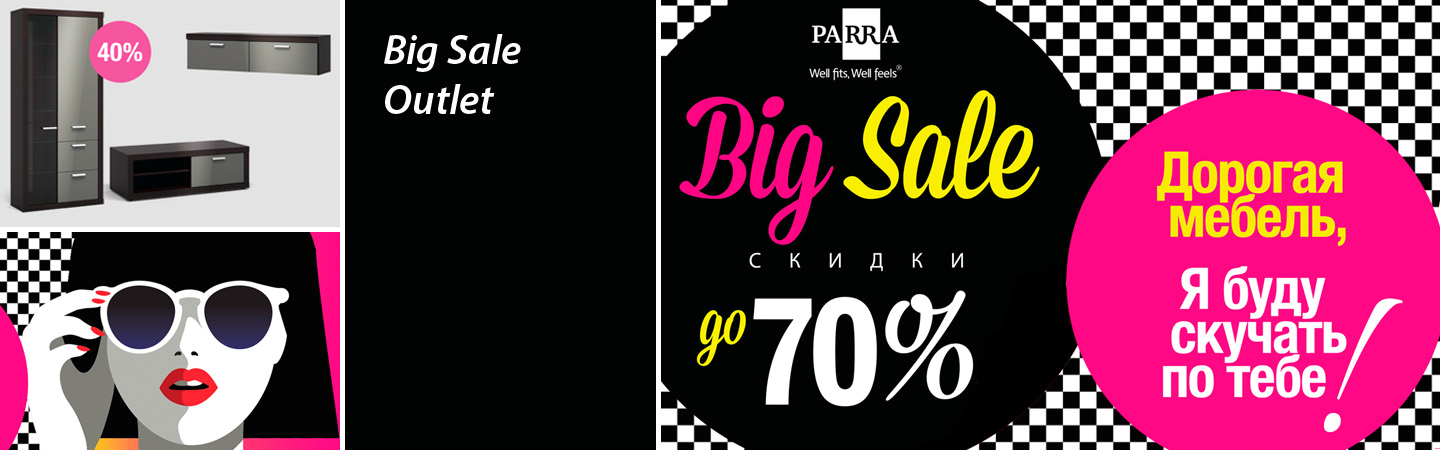 40%
Big Sale
Outlet
PARRA
Well fits, Well feels®
Big Sale
СКИДКИ
до 70%
Дорогая
мебель,
Я буду
скучать
по тебе!